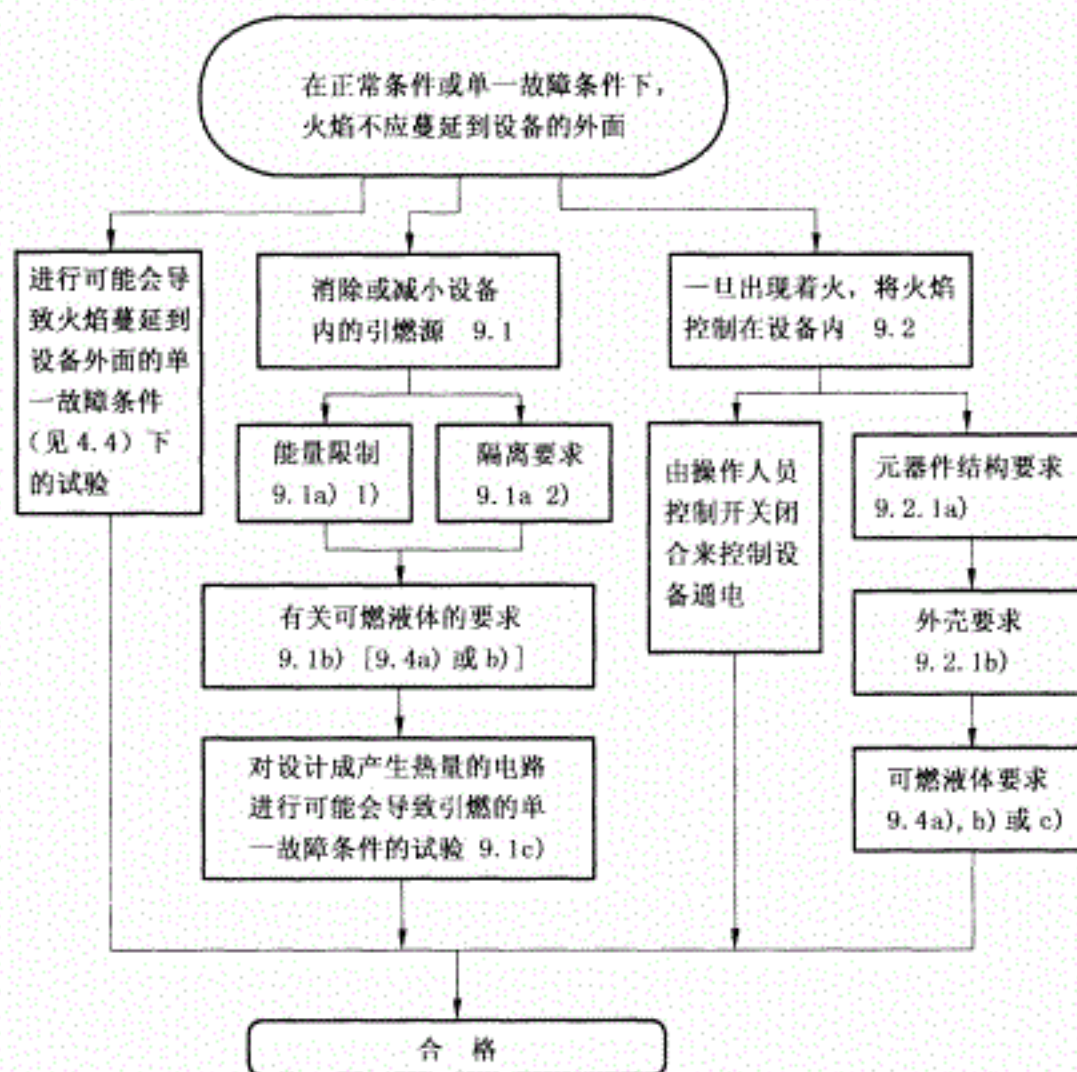 在正常条件或单一故障条件下，
火焰不应蔓延到设备的外面
进行可能会导
致火焰蔓延到
设备外面的单
一故障条件
(见 4.4) 下
的试验
消除或减小设备
内的引燃源 9.1
一旦出现着火，将火焰
控制在设备内 9.2
能量限制
9.1a) 1)
隔离要求
9.1a 2)
由操作人员
控制开关闭
合来控制设
备通电
元器件结构要求
9.2.1a)
有关可燃液体的要求
9.1b) [9.4a) 或 b)]
外壳要求
9.2.1b)
对设计成产生热量的电路
进行可能会导致引燃的单
一故障条件的试验 9.1c)
可燃液体要求
9.4a), b) 或 c)
合 格